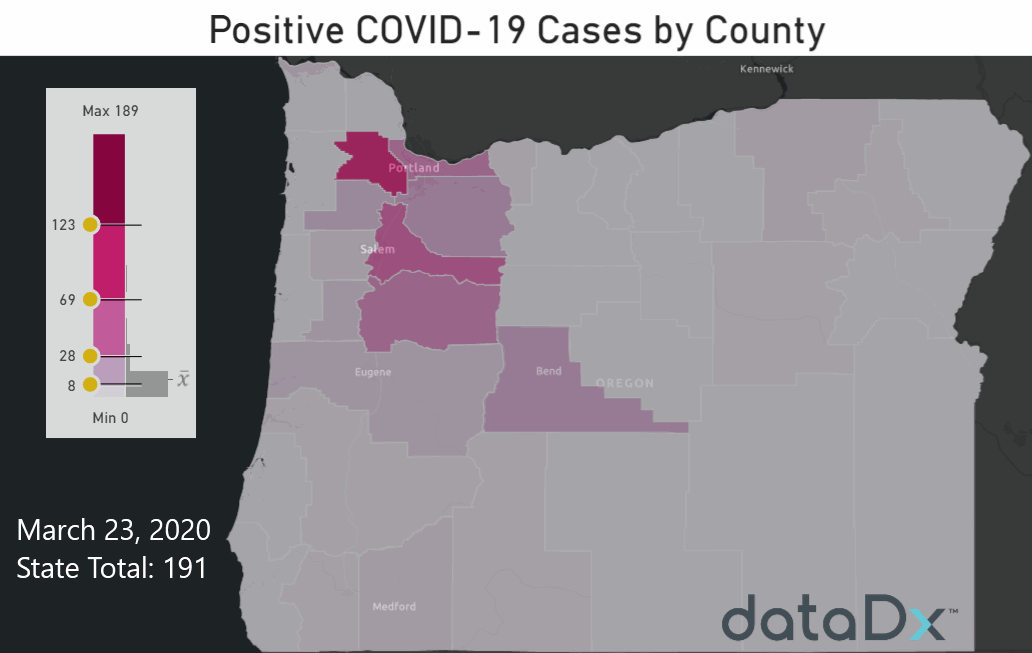 Positive COVID-19 Cases by County
Kennewick
Max 189
Portland
123
Salem
69
28
8
x̄
Min 0
Eugene
Bend
OREGON
March 23, 2020
State Total: 191
Medford
dataDx™